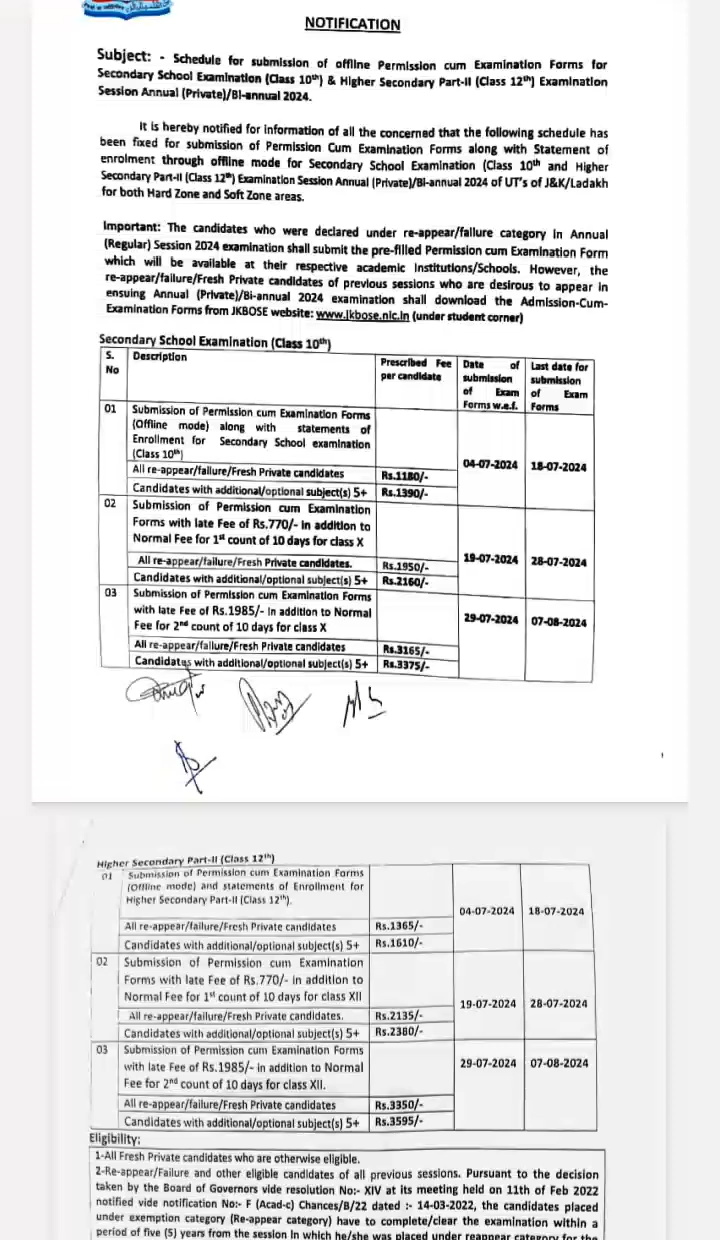 NOTIFICATION
Subject: - Schedule for submission of offline Permission cum Examination Forms for
Secondary School Examination (Class 10th) & Higher Secondary Part-II (Class 12th) Examination
Session Annual (Private)/Bi-annual 2024.
It is hereby notified for information of all the concerned that the following schedule has
been fixed for submission of Permission Cum Examination Forms along with Statement of
enrolment through offline mode for Secondary School Examination (Class 10th and Higher
Secondary Part-II (Class 12th) Examination Session Annual (Private)/Bi-annual 2024 of UT's of J&K/Ladakh
for both Hard Zone and Soft Zone areas.
Important: The candidates who were declared under re-appear/failure category in Annual
(Regular) Session 2024 examination shall submit the pre-filled Permission cum Examination Form
which will be available at their respective academic Institutions/Schools. However, the
re-appear/failure/Fresh Private candidates of previous sessions who are desirous to appear in
ensuing Annual (Private)/Bi-annual 2024 examination shall download the Admission-Cum-
Examination Forms from JKBOSE website: www.jkbose.nic.in (under student corner)
Secondary School Examination (Class 10th)
S. No Description Prescribed Fee per candidate Date of submission of Exam Forms w.e.f. Last date for submission of Exam Forms
01 Submission of Permission cum Examination Forms
(Offline mode) along with statements of
Enrollment for Secondary School examination
(Class 10th)
04-07-2024 18-07-2024
All re-appear/failure/Fresh Private candidates Rs.1180/-
Candidates with additional/optional subject(s) 5+ Rs.1390/-
02 Submission of Permission cum Examination
Forms with late Fee of Rs.770/- in addition to
Normal Fee for 1st count of 10 days for class X
19-07-2024 28-07-2024
All re-appear/failure/Fresh Private candidates. Rs.1950/-
Candidates with additional/optional subject(s) 5+ Rs.2160/-
03 Submission of Permission cum Examination Forms
with late Fee of Rs.1985/- in addition to Normal
Fee for 2nd count of 10 days for class X
29-07-2024 07-08-2024
All re-appear/failure/Fresh Private candidates Rs.3165/-
Candidates with additional/optional subject(s) 5+ Rs.3375/-
Higher Secondary Part-II (Class 12th)
01 Submission of Permission cum Examination Forms
(Offline mode) and statements of Enrollment for
Higher Secondary Part-II (Class 12th).
04-07-2024 18-07-2024
All re-appear/failure/Fresh Private candidates Rs.1365/-
Candidates with additional/optional subject(s) 5+ Rs.1610/-
02 Submission of Permission cum Examination
Forms with late Fee of Rs.770/- in addition to
Normal Fee for 1st count of 10 days for class XII
19-07-2024 28-07-2024
All re-appear/failure/Fresh Private candidates. Rs.2135/-
Candidates with additional/optional subject(s) 5+ Rs.2380/-
03 Submission of Permission cum Examination Forms
with late Fee of Rs.1985/- in addition to Normal
Fee for 2nd count of 10 days for class XII.
29-07-2024 07-08-2024
All re-appear/failure/Fresh Private candidates Rs.3350/-
Candidates with additional/optional subject(s) 5+ Rs.3595/-
Eligibility:
1-All Fresh Private candidates who are otherwise eligible.
2-Re-appear/Failure and other eligible candidates of all previous sessions. Pursuant to the decision
taken by the Board of Governors vide resolution No:- XIV at its meeting held on 11th of Feb 2022
notified vide notification No:- F (Acad-c) Chances/B/22 dated :- 14-03-2022, the candidates placed
under exemption category (Re-appear category) have to complete/clear the examination within a
period of five (5) years from the session in which he/she was placed under reappear category for the